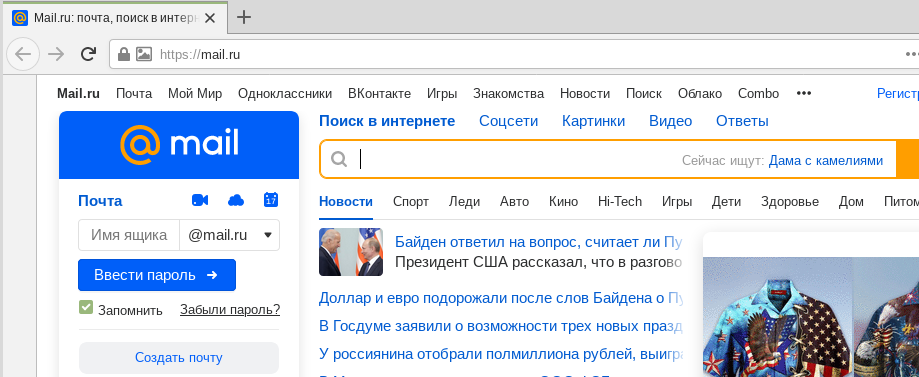 Mail.ru: почта, поиск в интерн
https://mail.ru
Mail.ru Почта Мой Мир Одноклассники ВКонтакте Игры Знакомства Новости Поиск Облако Combo ••• Регистр
@mail
Поиск в интернете Соцсети Картинки Видео Ответы
Сейчас ищут: Дама с камелиями
Почта 17
Имя ящика @mail.ru
Ввести пароль
Запомнить Забыли пароль?
Создать почту
Новости Спорт Леди Авто Кино Hi-Tech Игры Дети Здоровье Дом Питом
Байден ответил на вопрос, считает ли Пу
Президент США рассказал, что в разгово
Доллар и евро подорожали после слов Байдена о Пу
В Госдуме заявили о возможности трех новых празд
У россиянина отобрали полмиллиона рублей, выигра